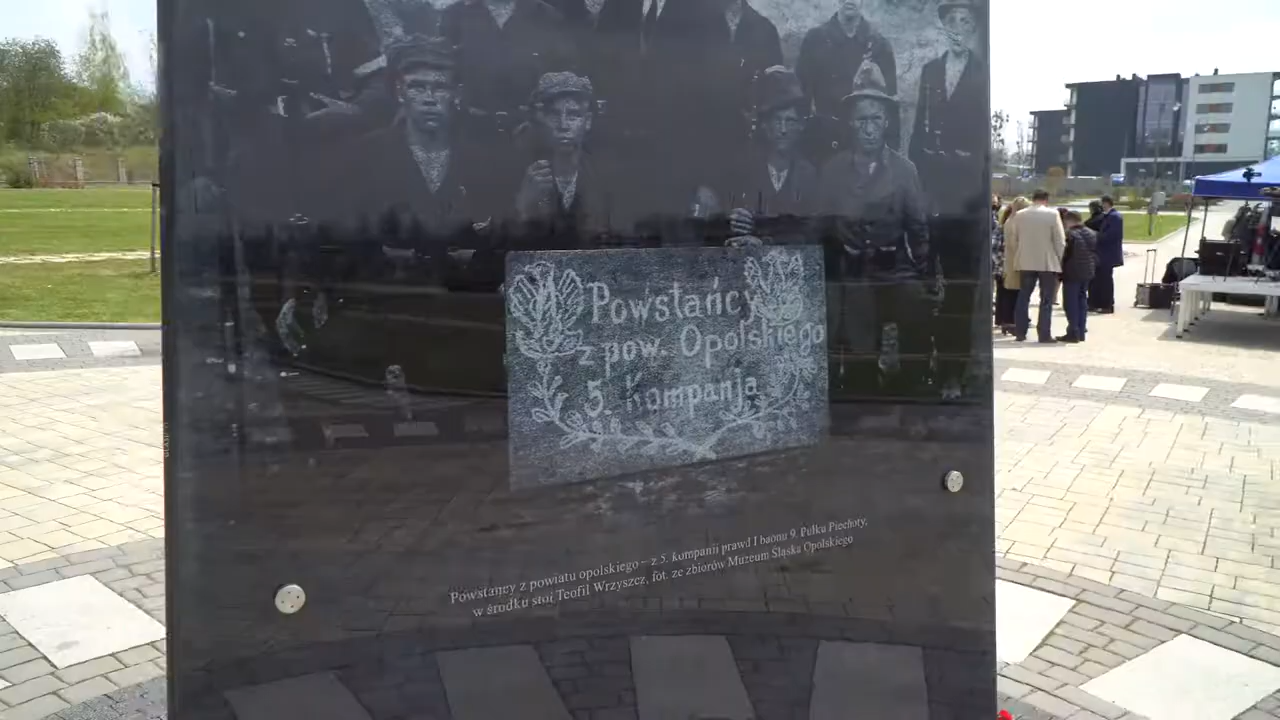 Powstańcy
z pow. Opolskiego
5. Kompanja
Powstańcy z powiatu opolskiego – z 5. kompanii prawd I baonu 9. Pułku Piechoty,
w środku stoi Teofil Wrzyszcz, fot. ze zbiorów Muzeum Śląska Opolskiego